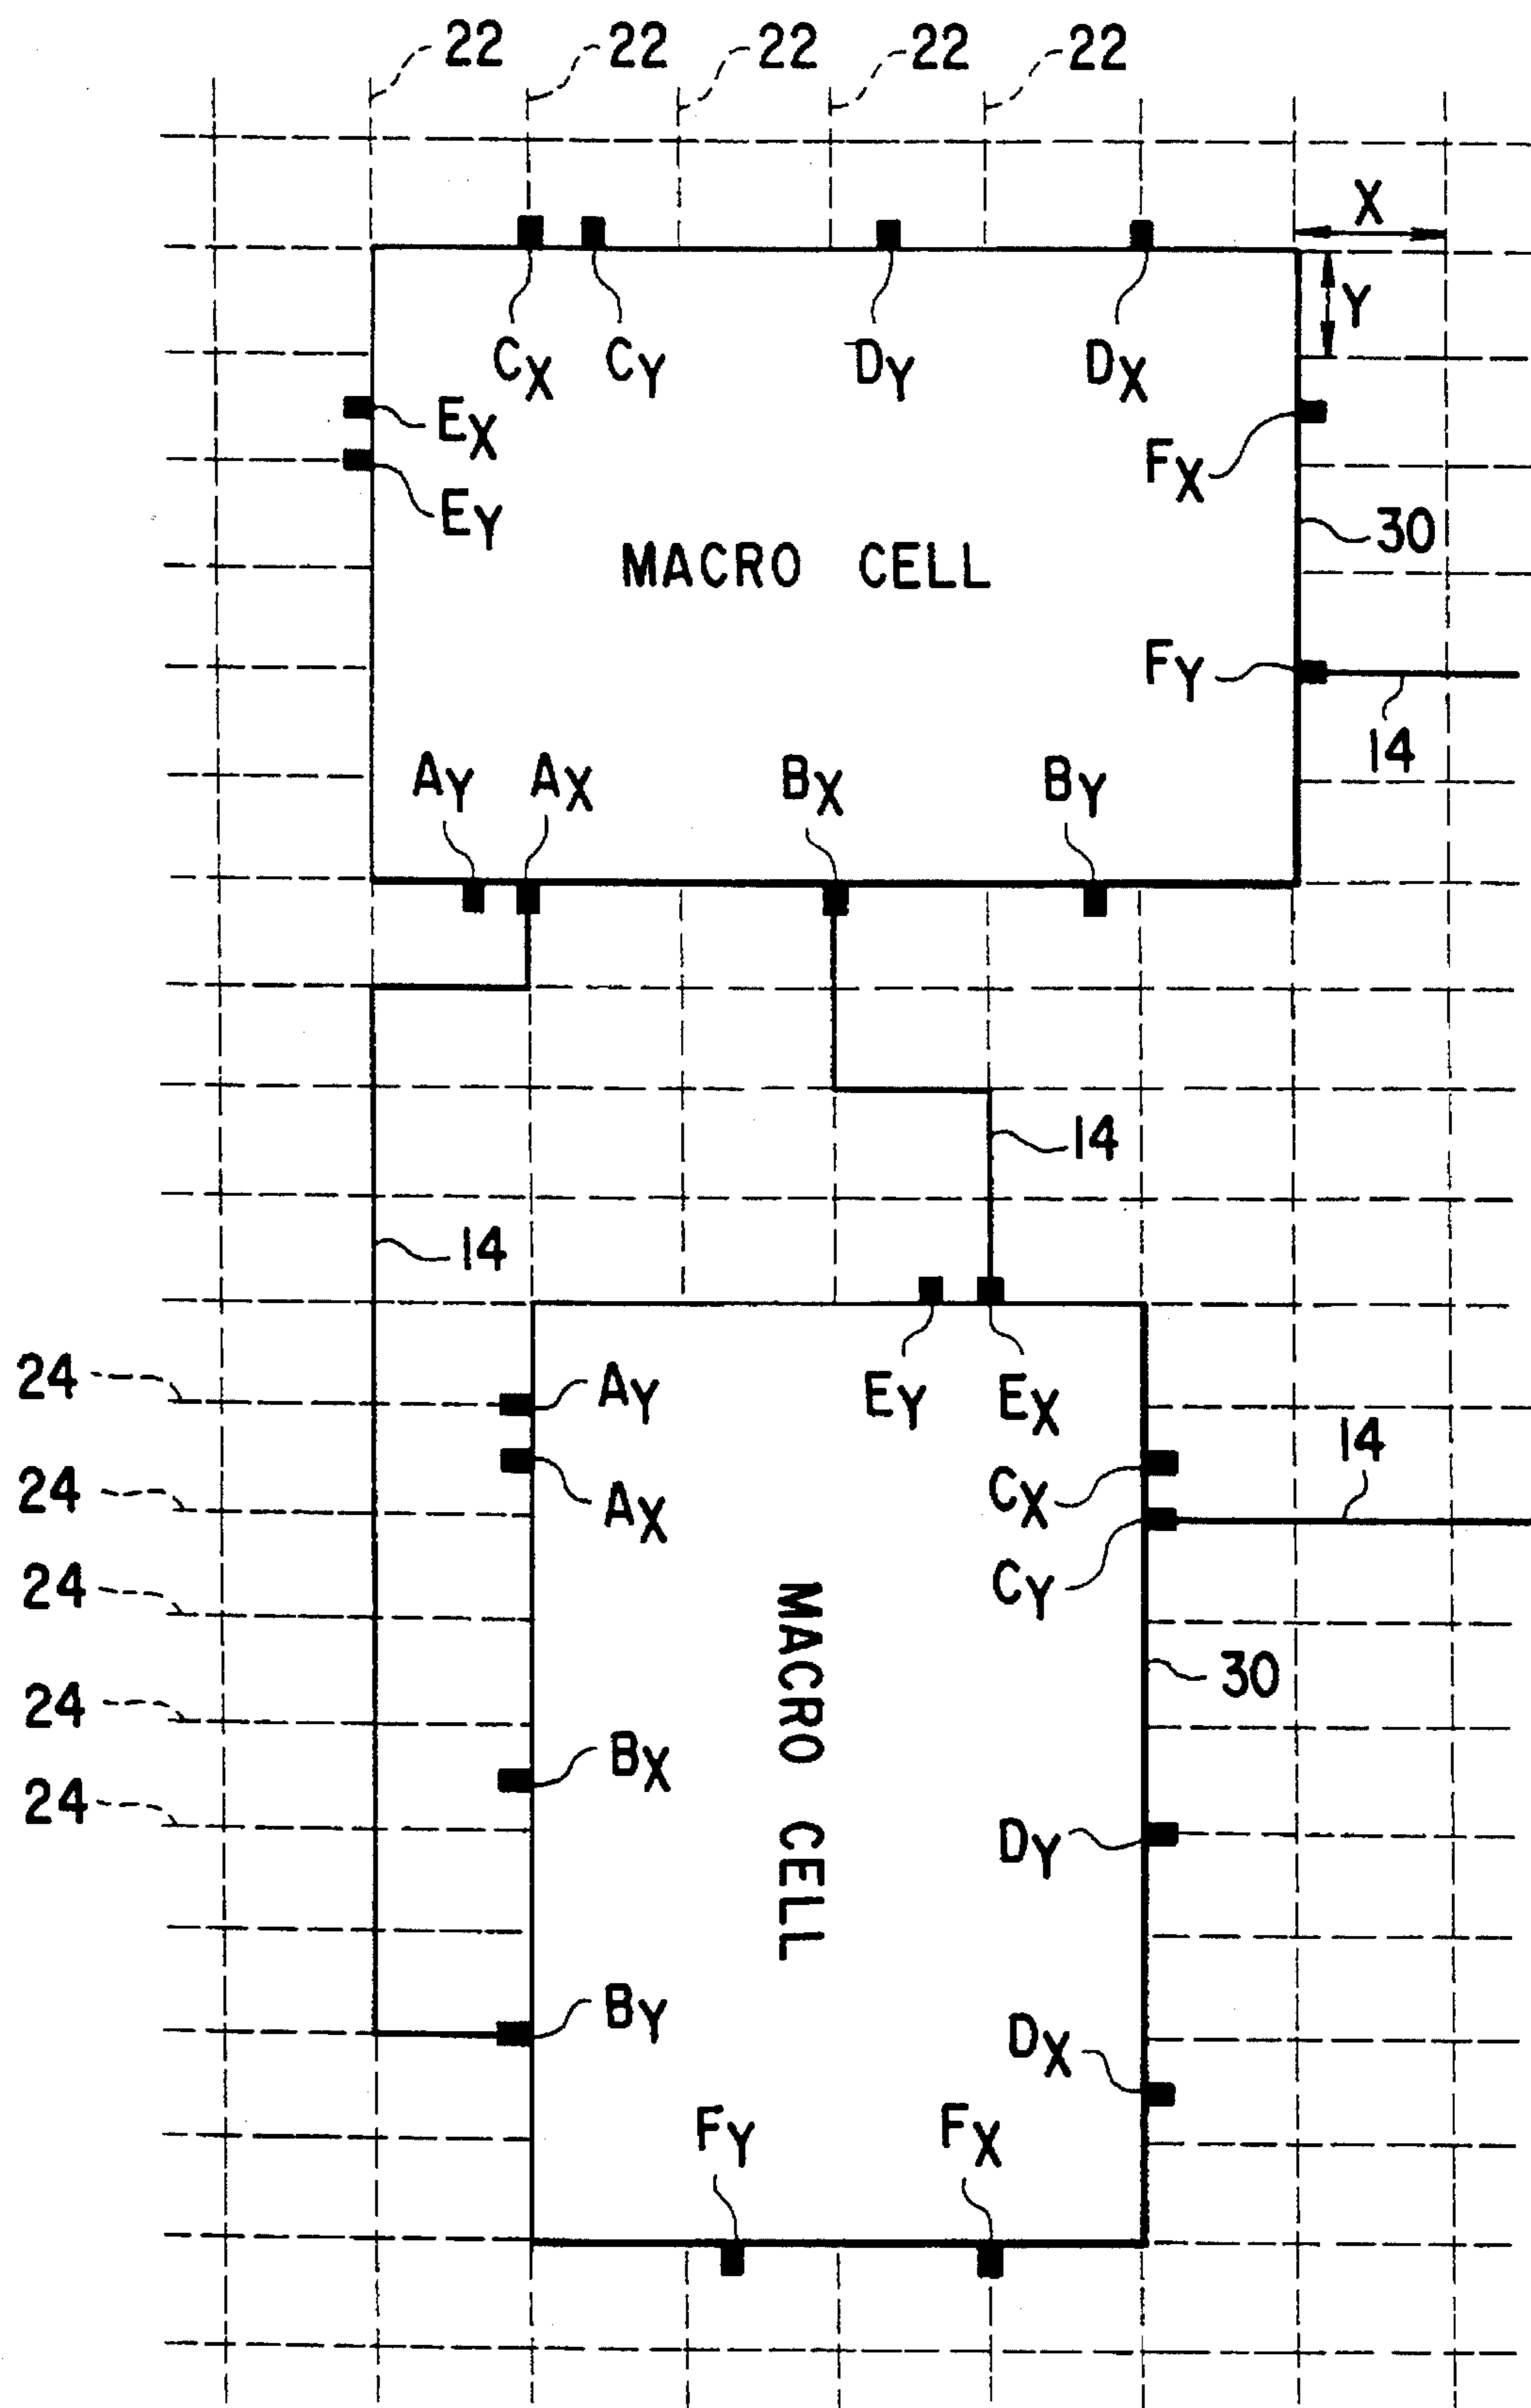 22 22 22 22 22
X
Y
CX CY DY DX
EX
FX
EY
30
MACRO CELL
FY
14
AY AX BX BY
14
14
24
AY
EY EX
14
24
AX
CX
24
CY
MACRO CELL
30
24
BX
24
DY
BY
DX
FY FX